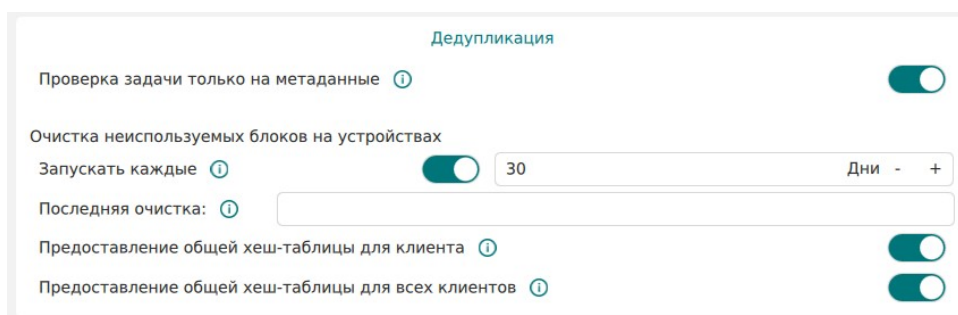 Дедупликация
Проверка задачи только на метаданные
Очистка неиспользуемых блоков на устройствах
Запускать каждые 30 Дни - +
Последняя очистка:
Предоставление общей хеш-таблицы для клиента
Предоставление общей хеш-таблицы для всех клиентов